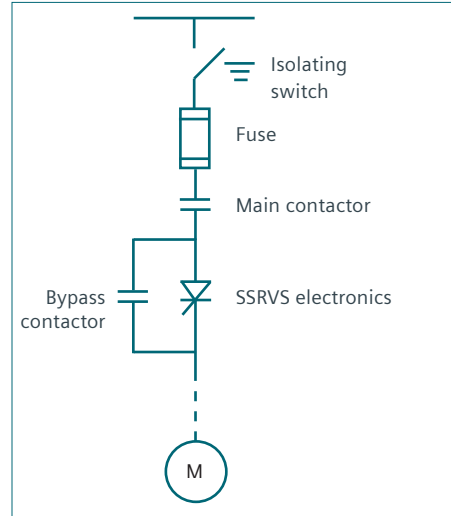 Isolating
switch
Fuse
Main contactor
Bypass
contactor
SSRVS electronics
M